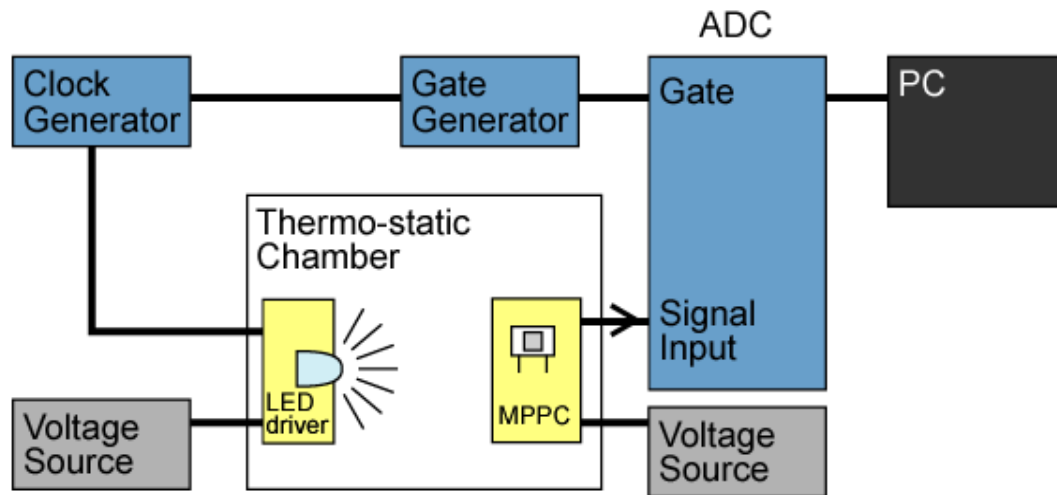 ADC
Clock
Generator
Gate
Generator
Gate
PC
Thermo-static
Chamber
Signal
Input
LED
driver
MPPC
Voltage
Source
Voltage
Source